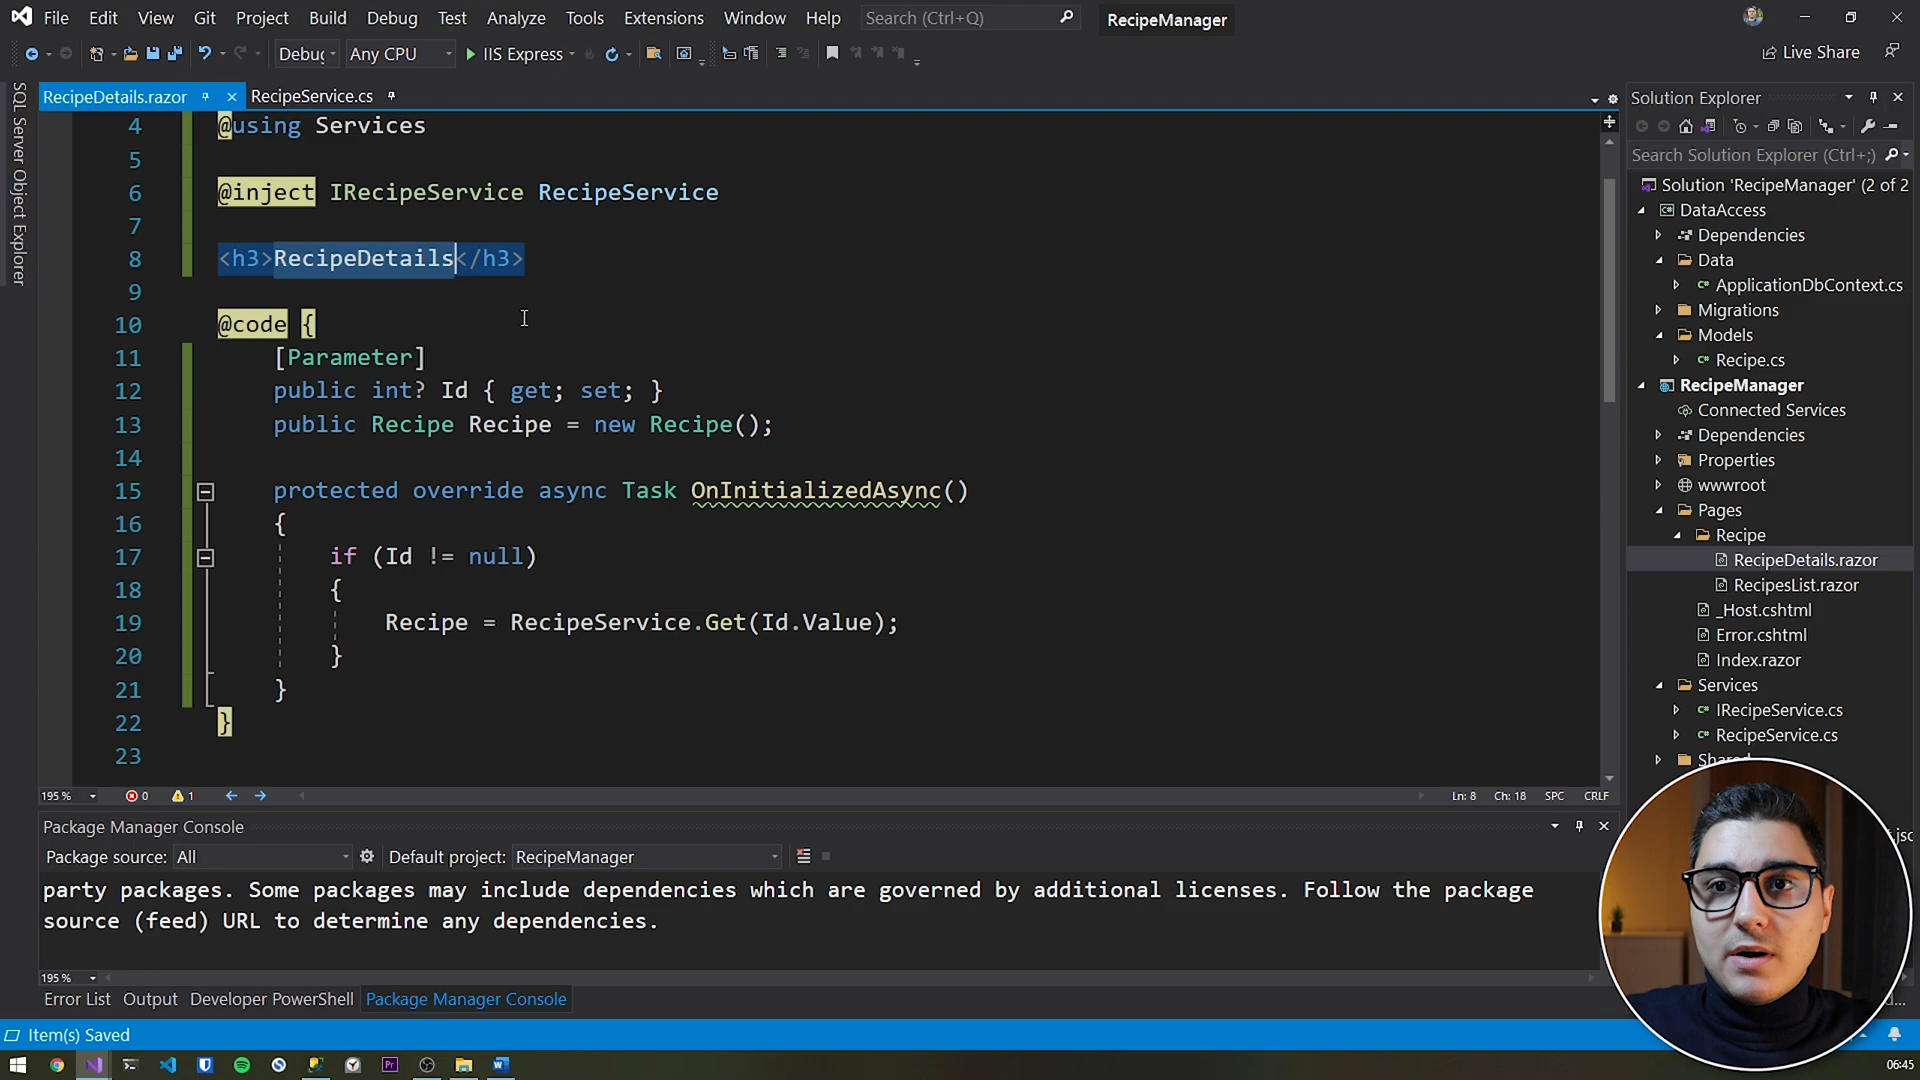 File Edit View Git Project Build Debug Test Analyze Tools Extensions Window Help Search (Ctrl+Q) RecipeManager
Debug Any CPU IIS Express Live Share
SQL Server Object Explorer
RecipeDetails.razor RecipeService.cs
4 @using Services
5
6 @inject IRecipeService RecipeService
7
8 <h3>RecipeDetails</h3>
9
10 @code {
11 [Parameter]
12 public int? Id { get; set; }
13 public Recipe Recipe = new Recipe();
14
15 protected override async Task OnInitializedAsync()
16 {
17 if (Id != null)
18 {
19 Recipe = RecipeService.Get(Id.Value);
20 }
21 }
22 }
23
195 % 0 1 Ln: 8 Ch: 18 SPC CRLF
Solution Explorer
Search Solution Explorer (Ctrl+;)
Solution 'RecipeManager' (2 of 2
DataAccess
Dependencies
Data
ApplicationDbContext.cs
Migrations
Models
Recipe.cs
RecipeManager
Connected Services
Dependencies
Properties
wwwroot
Pages
Recipe
RecipeDetails.razor
RecipesList.razor
_Host.cshtml
Error.cshtml
Index.razor
Services
IRecipeService.cs
RecipeService.cs
Package Manager Console
Package source: All Default project: RecipeManager
party packages. Some packages may include dependencies which are governed by additional licenses. Follow the package
source (feed) URL to determine any dependencies.
195 %
Error List Output Developer PowerShell Package Manager Console
Item(s) Saved
06:45